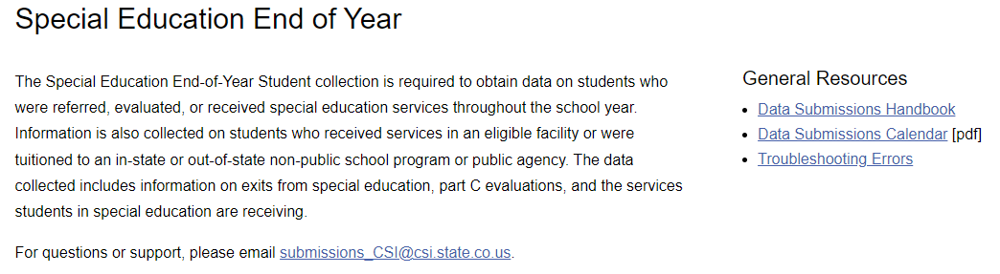 Special Education End of Year
The Special Education End-of-Year Student collection is required to obtain data on students who
were referred, evaluated, or received special education services throughout the school year.
Information is also collected on students who received services in an eligible facility or were
tuitioned to an in-state or out-of-state non-public school program or public agency. The data
collected includes information on exits from special education, part C evaluations, and the services
students in special education are receiving.
For questions or support, please email submissions_CSI@csi.state.co.us.
General Resources
• Data Submissions Handbook
• Data Submissions Calendar [pdf]
• Troubleshooting Errors